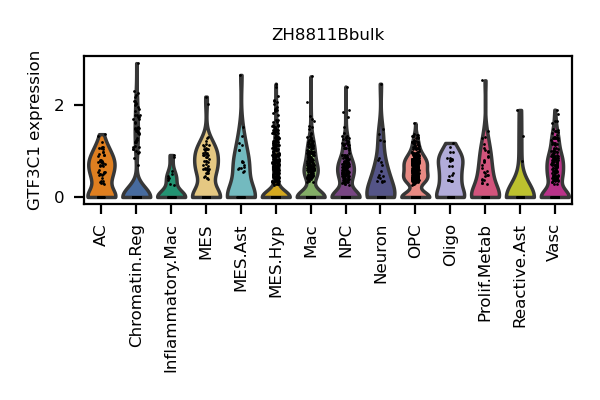 ZH8811Bbulk
GTF3C1 expression
2
0
AC
Chromatin.Reg
Inflammatory.Mac
MES
MES.Ast
MES.Hyp
Mac
NPC
Neuron
OPC
Oligo
Prolif.Metab
Reactive.Ast
Vasc